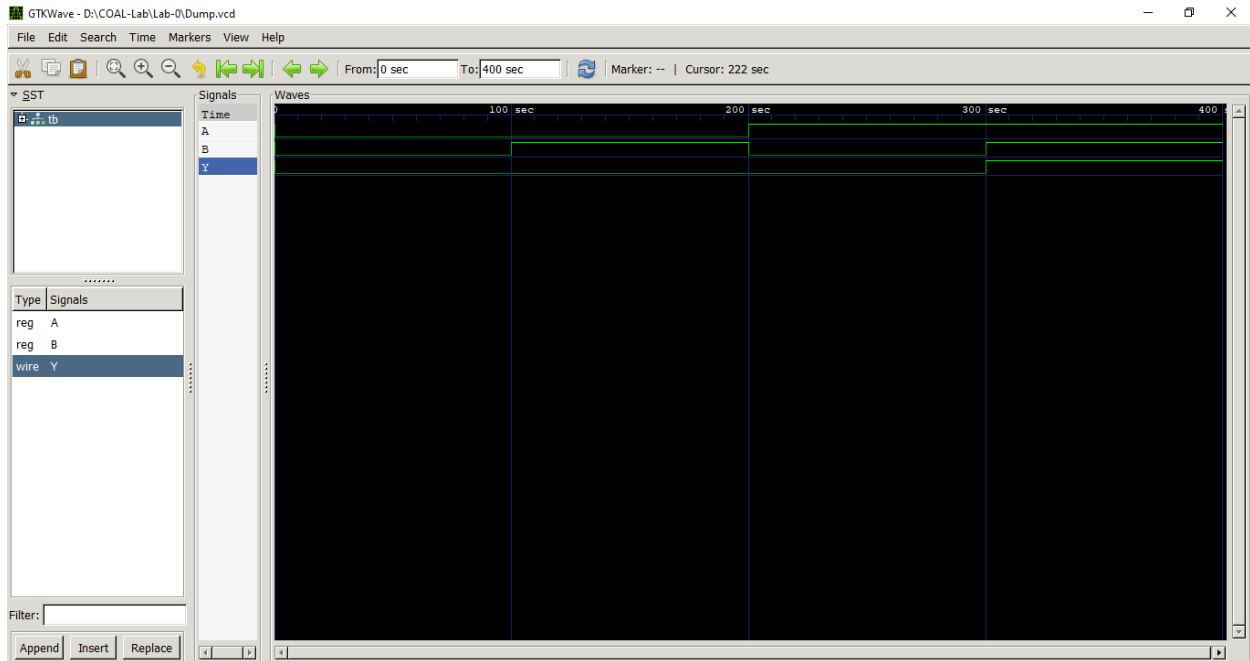 GTKWave - D:\COAL-Lab\Lab-0\Dump.vcd
File Edit Search Time Markers View Help
From: 0 sec To: 400 sec Marker: -- | Cursor: 222 sec
SST
tb
Type Signals
reg A
reg B
wire Y
Filter:
Append Insert Replace
Signals
Time
A
B
Y
Waves
100 sec 200 sec 300 sec 400